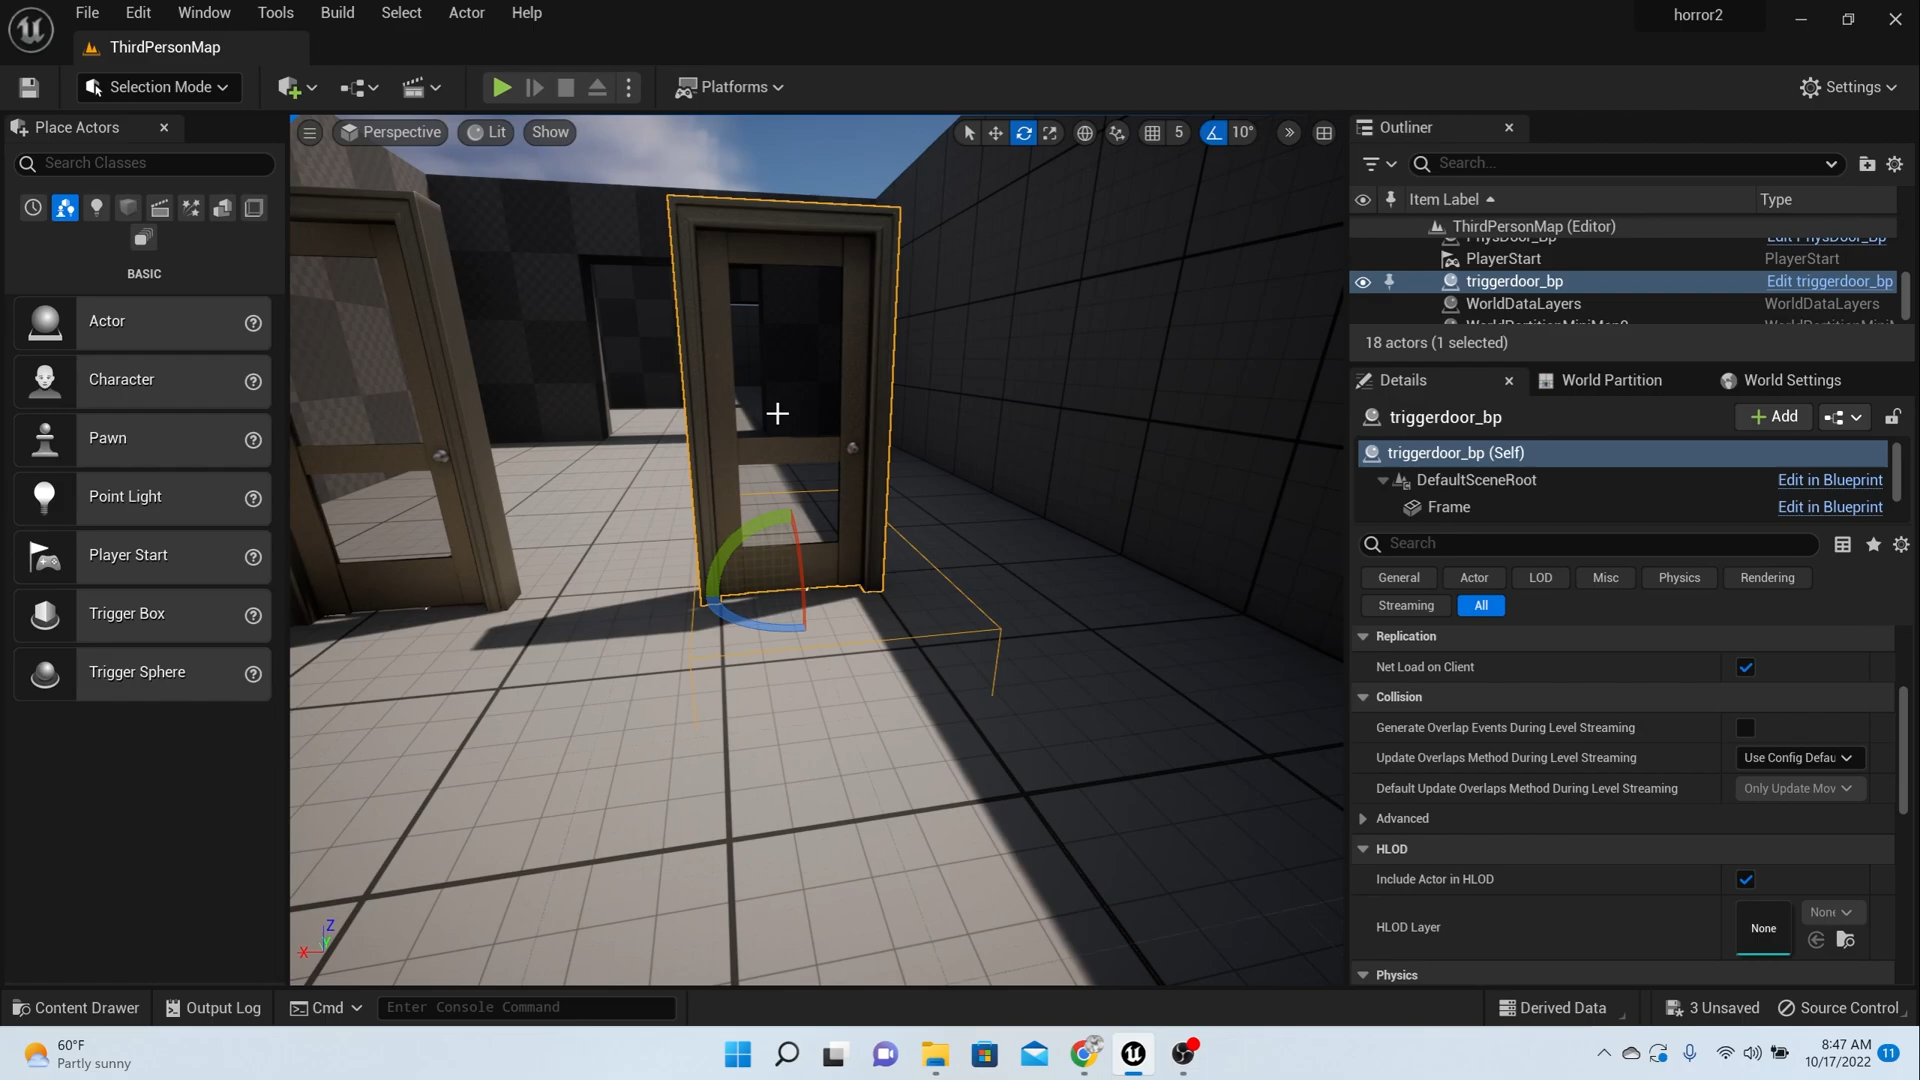 File Edit Window Tools Build Select Actor Help
horror2
ThirdPersonMap
Selection Mode
Platforms
Settings
Place Actors
Search Classes
BASIC
Actor
Character
Pawn
Point Light
Player Start
Trigger Box
Trigger Sphere
Perspective Lit Show
5 10°
Z
X
Outliner
Search...
Item Label Type
ThirdPersonMap (Editor)
PhysDoor_Bp Edit PhysDoor_Bp
PlayerStart PlayerStart
triggerdoor_bp Edit triggerdoor_bp
WorldDataLayers WorldDataLayers
18 actors (1 selected)
Details World Partition World Settings
triggerdoor_bp Add
triggerdoor_bp (Self)
DefaultSceneRoot Edit in Blueprint
Frame Edit in Blueprint
Search
General Actor LOD Misc Physics Rendering
Streaming All
Replication
Net Load on Client
Collision
Generate Overlap Events During Level Streaming
Update Overlaps Method During Level Streaming Use Config Defau
Default Update Overlaps Method During Level Streaming Only Update Mov
Advanced
HLOD
Include Actor in HLOD
HLOD Layer None None
Physics
Content Drawer Output Log Cmd Enter Console Command Derived Data 3 Unsaved Source Control
60°F
Partly sunny
8:47 AM
10/17/2022
11